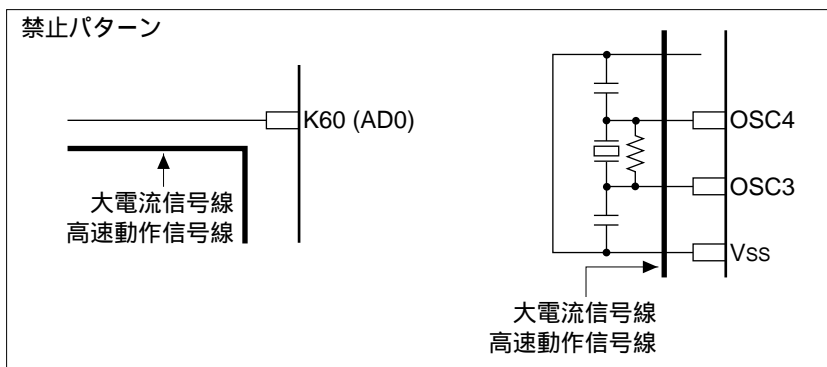 禁止パターン
K60 (AD0)
大電流信号線
高速動作信号線
OSC4
OSC3
VSS
大電流信号線
高速動作信号線